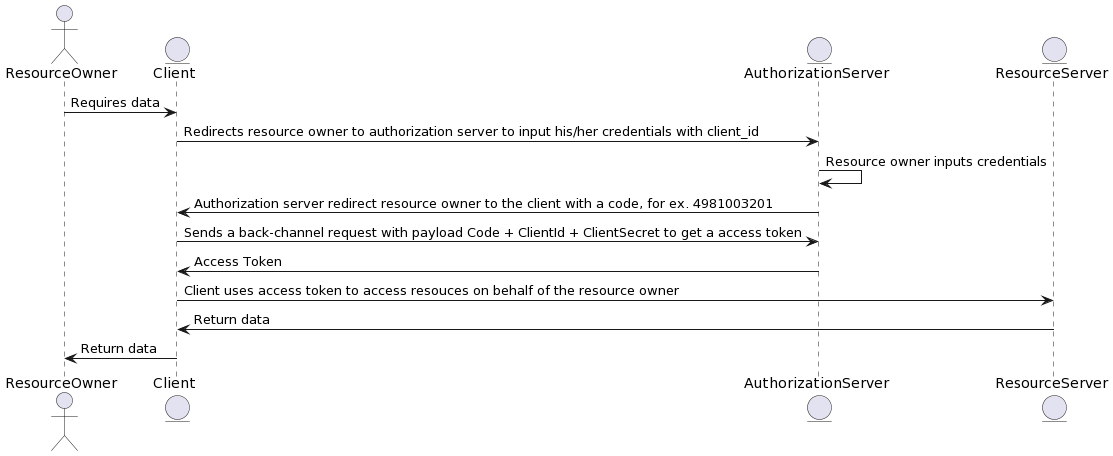 ResourceOwner
Client
AuthorizationServer
ResourceServer
Requires data
Redirects resource owner to authorization server to input his/her credentials with client_id
Resource owner inputs credentials
Authorization server redirect resource owner to the client with a code, for ex. 4981003201
Sends a back-channel request with payload Code + ClientId + ClientSecret to get a access token
Access Token
Client uses access token to access resouces on behalf of the resource owner
Return data
Return data
ResourceOwner
Client
AuthorizationServer
ResourceServer